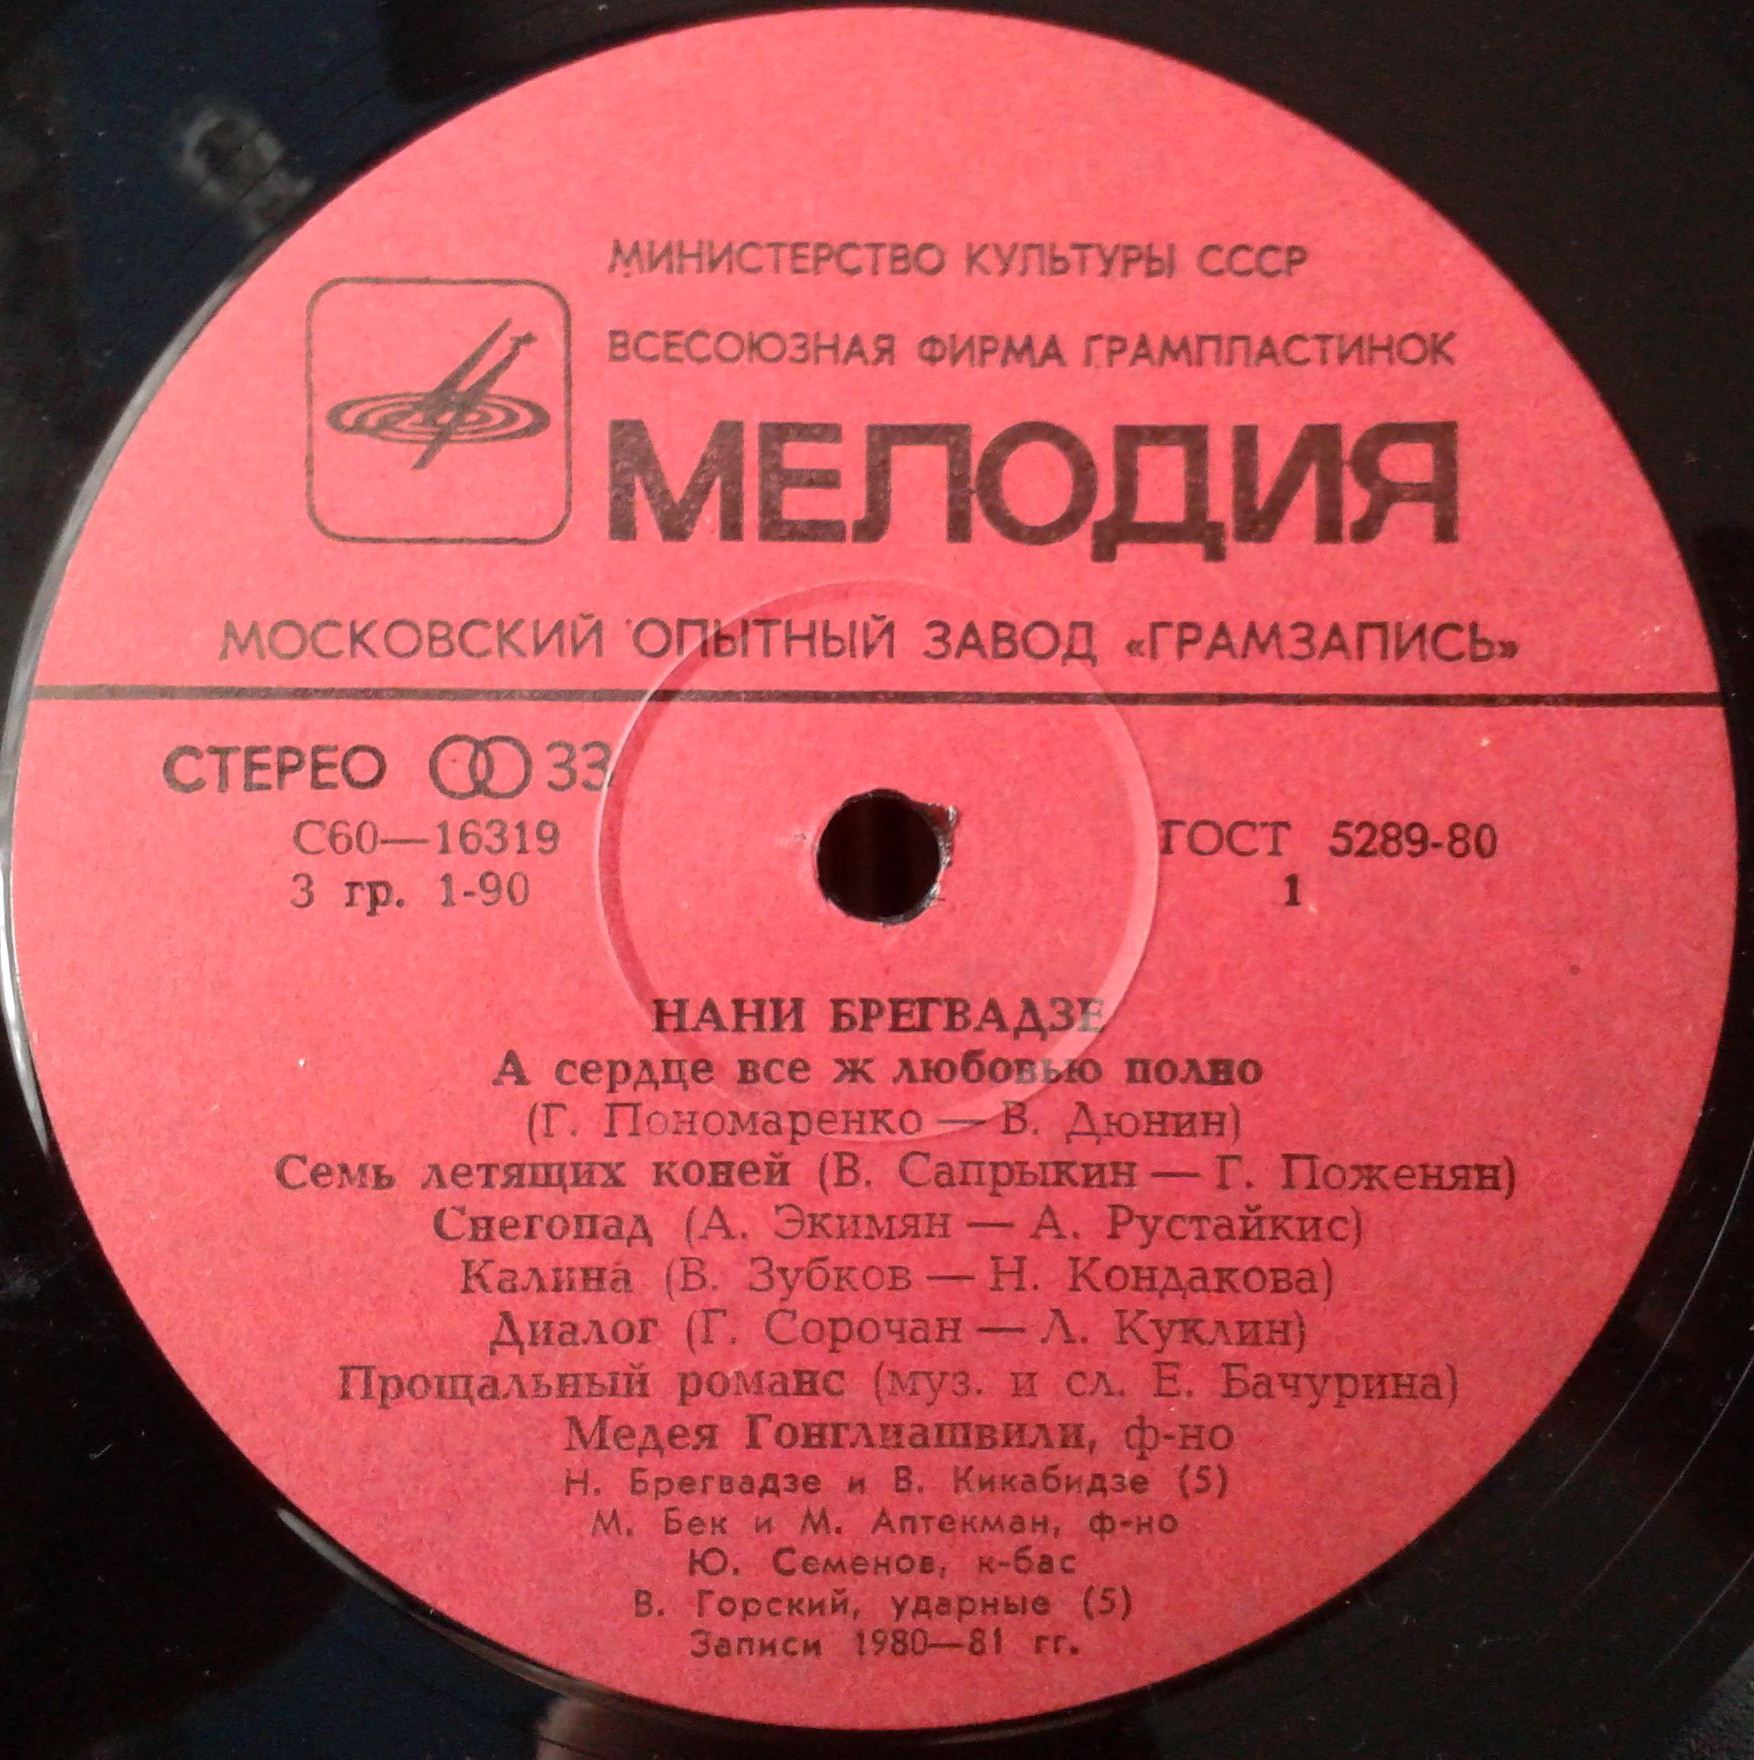 МИНИСТЕРСТВО КУЛЬТУРЫ СССР
ВСЕСОЮЗНАЯ ФИРМА ГРАМПЛАСТИНОК
МЕЛОДИЯ
МОСКОВСКИЙ ОПЫТНЫЙ ЗАВОД «ГРАМЗАПИСЬ»
СТЕРЕО 33
С60—16319
ГОСТ 5289-80
3 гр. 1-90
1
НАНИ БРЕГВАДЗЕ
А сердце все ж любовью полно
(Г. Пономаренко — В. Дюнин)
Семь летящих коней (В. Сапрыкин — Г. Поженян)
Снегопад (А. Экимян — А. Рустайкис)
Калина (В. Зубков — Н. Кондакова)
Диалог (Г. Сорочан — Л. Куклин)
Прощальный романс (муз. и сл. Е. Бачурина)
Медея Гонглиашвили, ф-но
Н. Брегвадзе и В. Кикабидзе (5)
М. Бек и М. Аптекман, ф-но
Ю. Семенов, к-бас
В. Горский, ударные (5)
Записи 1980—81 гг.